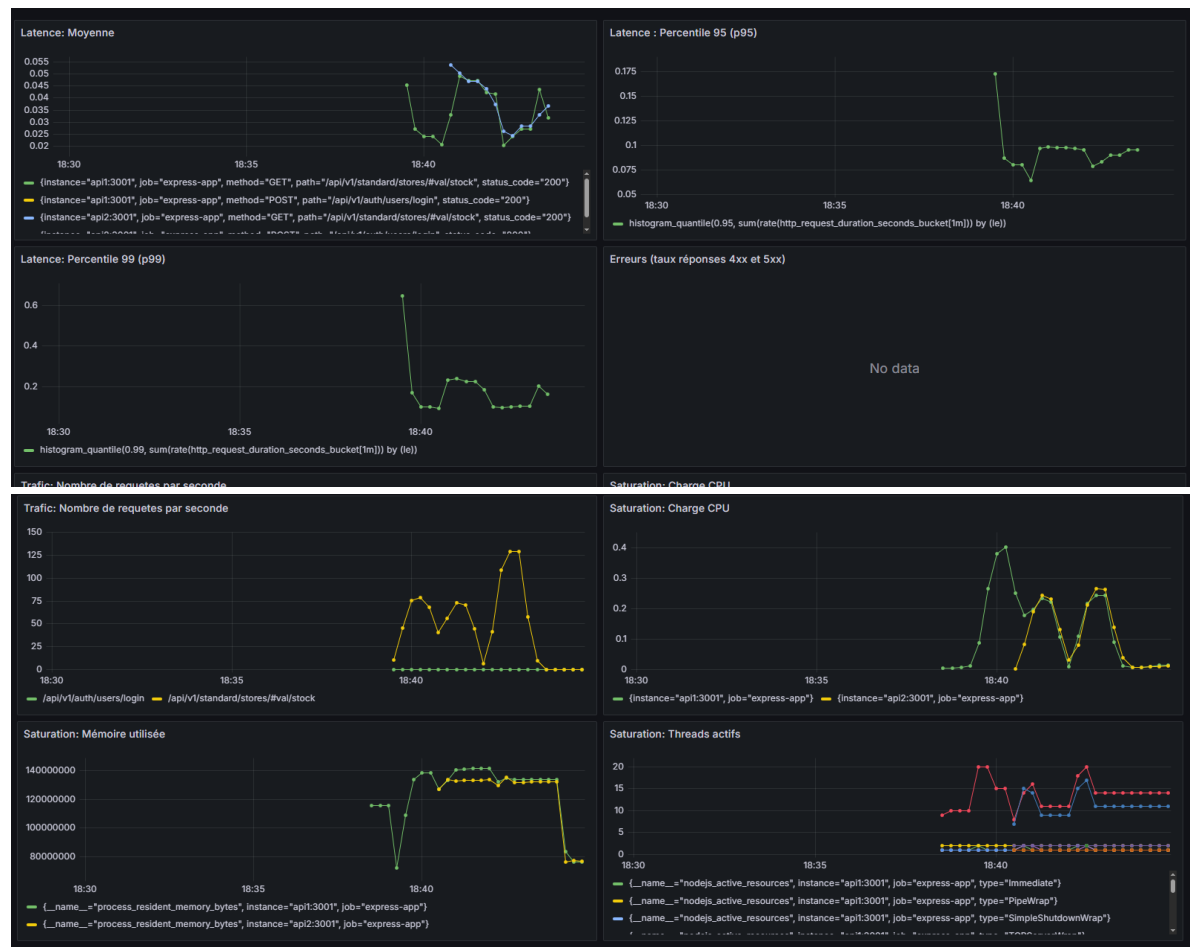 Latence: Moyenne
0.055
0.05
0.045
0.04
0.035
0.03
0.025
0.02
18:30 18:35 18:40
{instance="api1:3001", job="express-app", method="GET", path="/api/v1/standard/stores/#val/stock", status_code="200"}
{instance="api1:3001", job="express-app", method="POST", path="/api/v1/auth/users/login", status_code="200"}
{instance="api2:3001", job="express-app", method="GET", path="/api/v1/standard/stores/#val/stock", status_code="200"}
Latence : Percentile 95 (p95)
0.175
0.15
0.125
0.1
0.075
0.05
18:30 18:35 18:40
histogram_quantile(0.95, sum(rate(http_request_duration_seconds_bucket[1m])) by (le))
Latence: Percentile 99 (p99)
0.6
0.4
0.2
18:30 18:35 18:40
histogram_quantile(0.99, sum(rate(http_request_duration_seconds_bucket[1m])) by (le))
Erreurs (taux réponses 4xx et 5xx)
No data
Trafic: Nombre de requetes par seconde
Saturation: Charge CPU
Trafic: Nombre de requetes par seconde
150
125
100
75
50
25
0
18:30 18:35 18:40
/api/v1/auth/users/login /api/v1/standard/stores/#val/stock
Saturation: Charge CPU
0.4
0.3
0.2
0.1
0
18:30 18:35 18:40
{instance="api1:3001", job="express-app"} {instance="api2:3001", job="express-app"}
Saturation: Mémoire utilisée
140000000
120000000
100000000
80000000
18:30 18:35 18:40
{__name__="process_resident_memory_bytes", instance="api1:3001", job="express-app"}
{__name__="process_resident_memory_bytes", instance="api2:3001", job="express-app"}
Saturation: Threads actifs
20
15
10
5
0
18:30 18:35 18:40
{__name__="nodejs_active_resources", instance="api1:3001", job="express-app", type="Immediate"}
{__name__="nodejs_active_resources", instance="api1:3001", job="express-app", type="PipeWrap"}
{__name__="nodejs_active_resources", instance="api1:3001", job="express-app", type="SimpleShutdownWrap"}